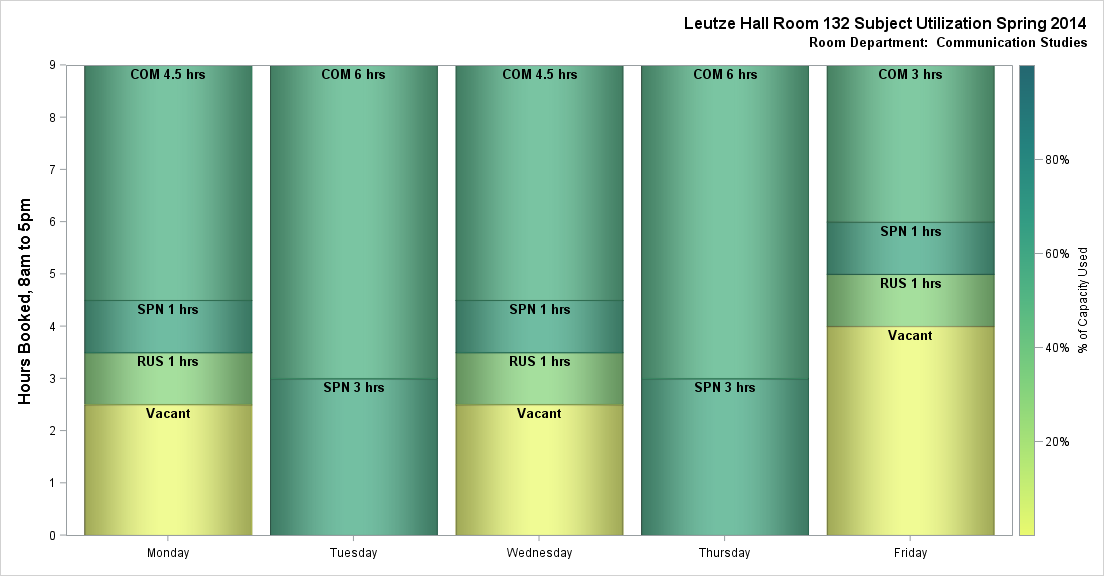 Leutze Hall Room 132 Subject Utilization Spring 2014
Room Department:  Communication Studies
Hours Booked, 8am to 5pm
9
8
7
6
5
4
3
2
1
0
COM 4.5 hrs
SPN 1 hrs
RUS 1 hrs
Vacant
COM 6 hrs
SPN 3 hrs
COM 4.5 hrs
SPN 1 hrs
RUS 1 hrs
Vacant
COM 6 hrs
SPN 3 hrs
COM 3 hrs
SPN 1 hrs
RUS 1 hrs
Vacant
Monday
Tuesday
Wednesday
Thursday
Friday
80%
60%
40%
20%
% of Capacity Used